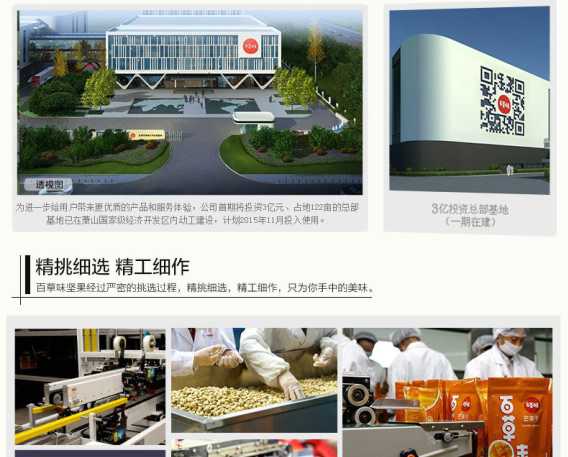 透视图
为进一步给用户带来更优质的产品和服务体验，公司首期将投资3亿元、占地122亩的总部
基地已在萧山国家级经济开发区内动工建设，计划2015年11月投入使用。
3亿投资总部基地
（一期在建）
精挑细选 精工细作
百草味坚果经过严密的挑选过程，精挑细选，精工细作，只为你手中的美味。